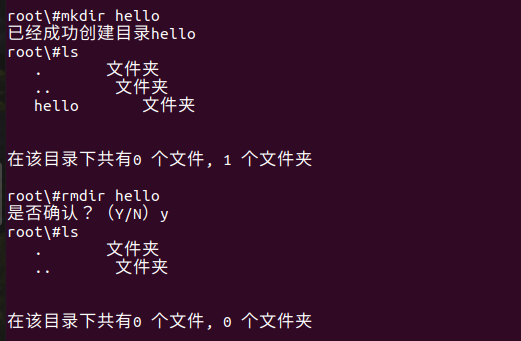 root\#mkdir hello
已经成功创建目录hello
root\#ls
. 文件夹
.. 文件夹
hello 文件夹
在该目录下共有0 个文件, 1 个文件夹
root\#rmdir hello
是否确认？（Y/N）y
root\#ls
. 文件夹
.. 文件夹
在该目录下共有0 个文件, 0 个文件夹